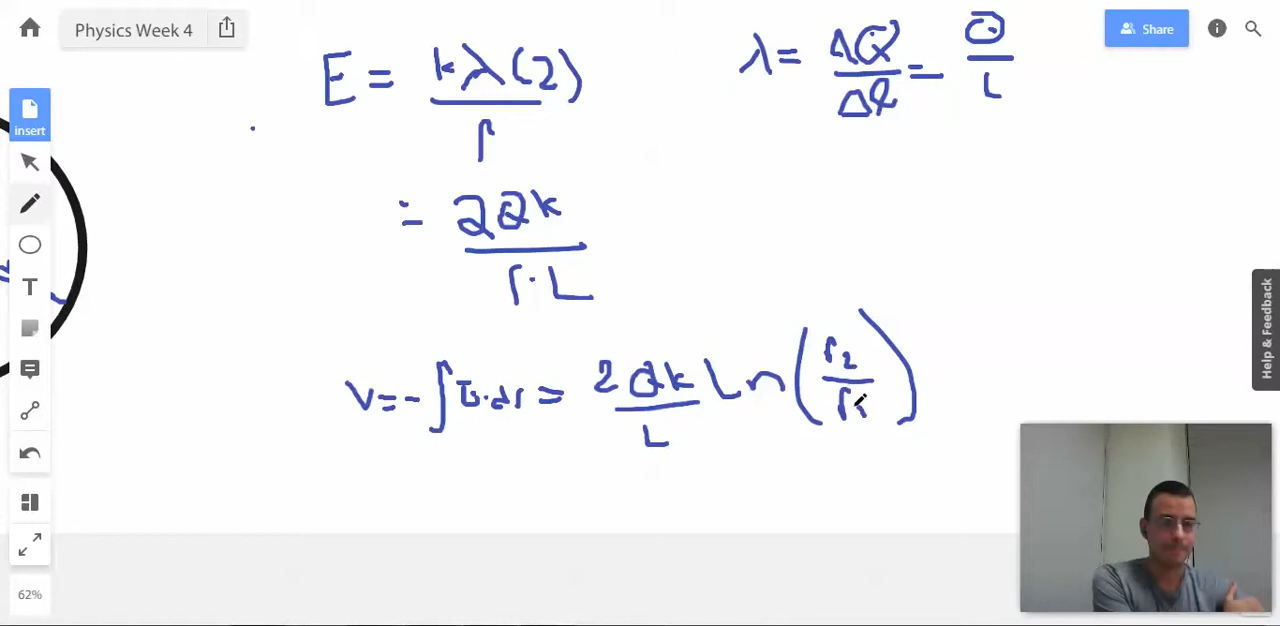 Physics Week 4
Share
insert
T
62%
Help & Feedback
E = kλ(2) / r
λ = ΔQ / Δl = Q / L
= 2Qk / r·L
V = -∫E·dr = 2Qk / L Ln(r2 / r1)